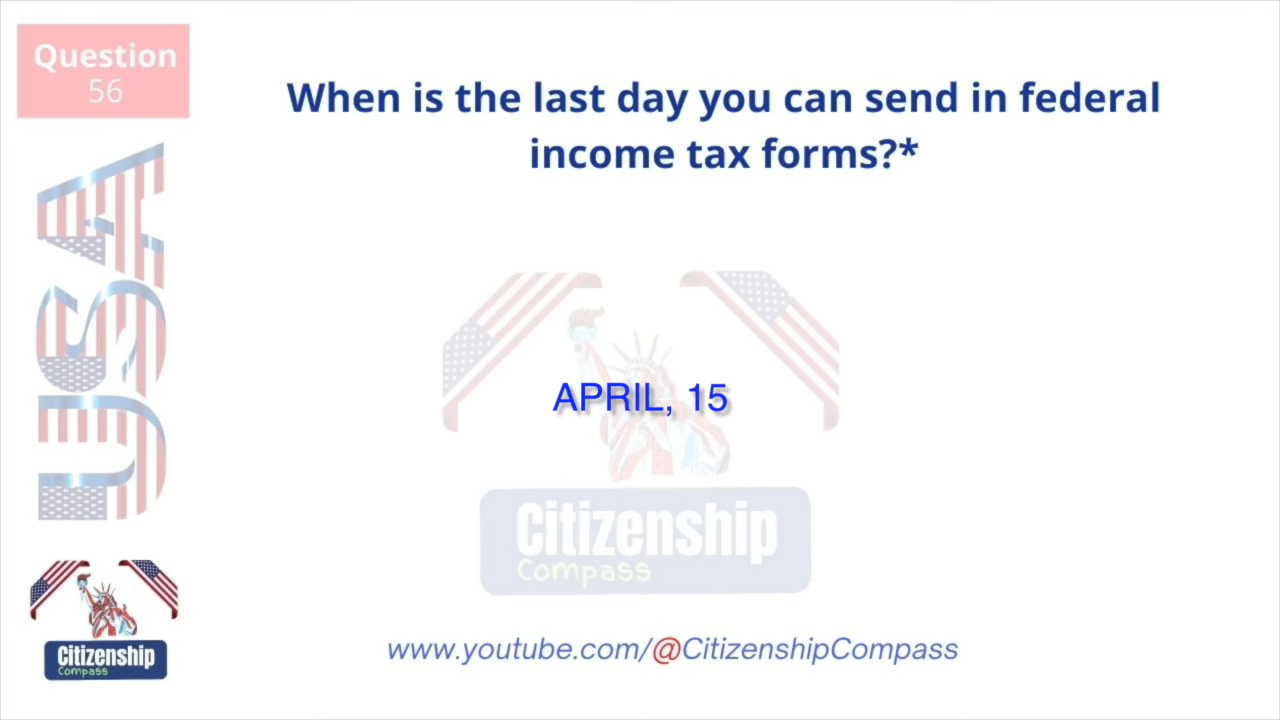 Question
56
When is the last day you can send in federal
income tax forms?*
USA
APRIL, 15
Citizenship
Compass
Citizenship
Compass
www.youtube.com/@CitizenshipCompass